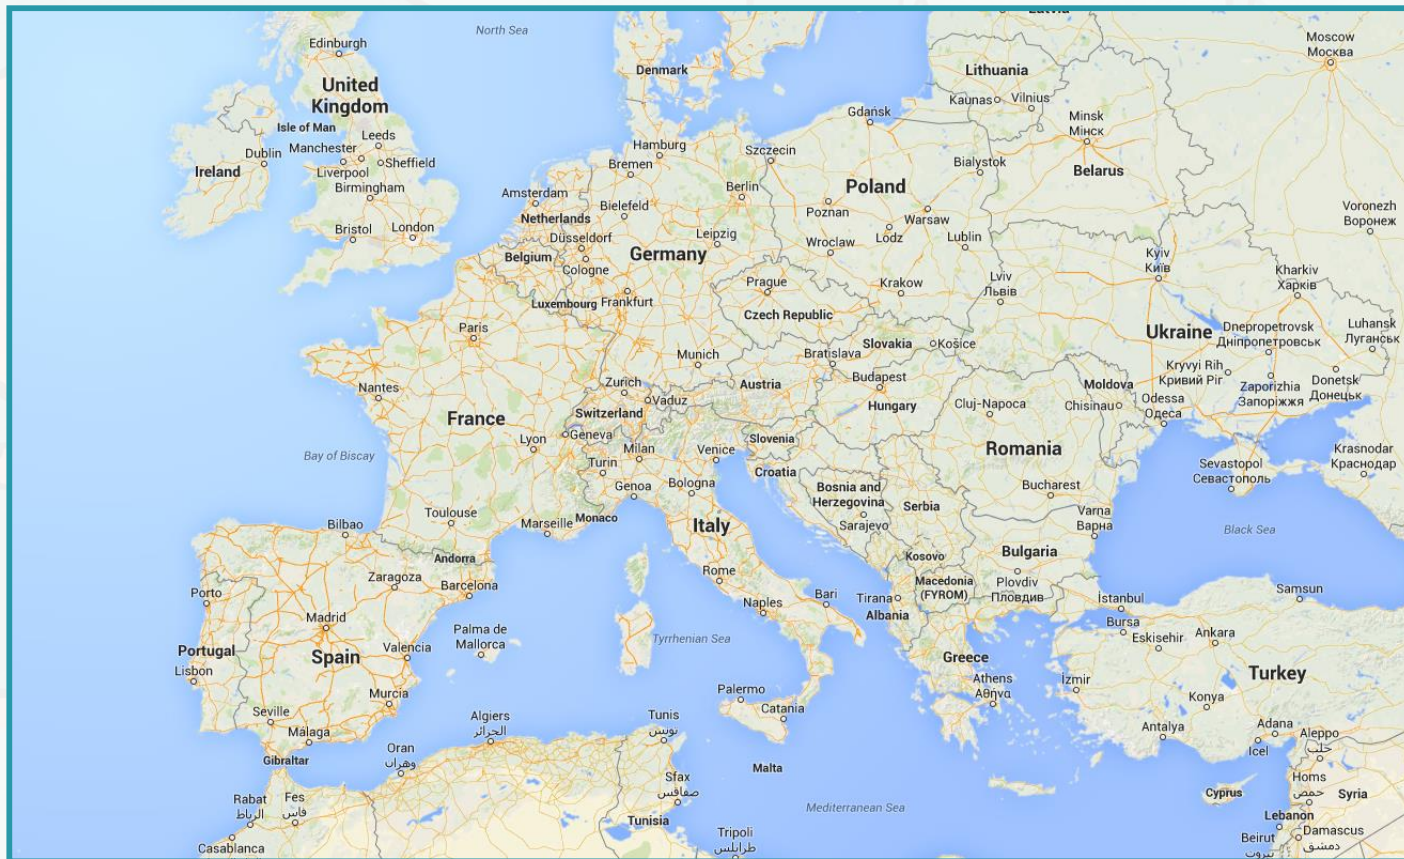 Latvia
North Sea
Edinburgh
Moscow
Москва
Denmark
Lithuania
United
Kingdom
Kaunas
Vilnius
Gdańsk
Minsk
Мінск
Isle of Man
Leeds
Hamburg
Szczecin
Manchester
Dublin
Sheffield
Bremen
Bialystok
Ireland
Liverpool
Belarus
Birmingham
Berlin
Poland
Amsterdam
Bielefeld
Poznan
Warsaw
Voronezh
Воронеж
Netherlands
Bristol
London
Düsseldorf
Leipzig
Wroclaw
Lódz
Lublin
Belgium
Germany
Kyiv
Київ
Cologne
Prague
Krakow
Lviv
Львів
Kharkiv
Харків
Luxembourg
Frankfurt
Czech Republic
Paris
Ukraine
Dnepropetrovsk
Дніпропетровськ
Luhansk
Луганськ
Slovakia
Košice
Munich
Bratislava
Kryvyi Rih
Кривий Ріг
Nantes
Zurich
Vaduz
Austria
Budapest
Moldova
Zaporizhia
Запоріжжя
Donetsk
Донецьк
France
Switzerland
Hungary
Cluj-Napoca
Chisinau
Odessa
Одеса
Lyon
Geneva
Slovenia
Romania
Bay of Biscay
Milan
Venice
Turin
Croatia
Krasnodar
Краснодар
Sevastopol
Севастополь
Genoa
Bologna
Bosnia and
Herzegovina
Bucharest
Serbia
Toulouse
Marseille
Monaco
Italy
Sarajevo
Varna
Варна
Black Sea
Bilbao
Andorra
Kosovo
Bulgaria
Zaragoza
Barcelona
Rome
Macedonia
(FYROM)
Plovdiv
Пловдив
Porto
Naples
Bari
Tirana
Albania
İstanbul
Samsun
Madrid
Palma de
Mallorca
Tyrrhenian Sea
Bursa
Eskisehir
Ankara
Portugal
Spain
Valencia
Greece
Lisbon
Athens
Αθήνα
İzmir
Turkey
Murcia
Palermo
Konya
Seville
Algiers
الجزائر
Tunis
تونس
Catania
Málaga
Antalya
Adana
Icel
Aleppo
حلب
Gibraltar
Oran
وهران
Malta
Sfax
صفاقس
Homs
حمص
Rabat
الرباط
Fes
فاس
Mediterranean Sea
Cyprus
Syria
Tunisia
Lebanon
Casablanca
Tripoli
طرابلس
Beirut
بيروت
Damascus
دمشق